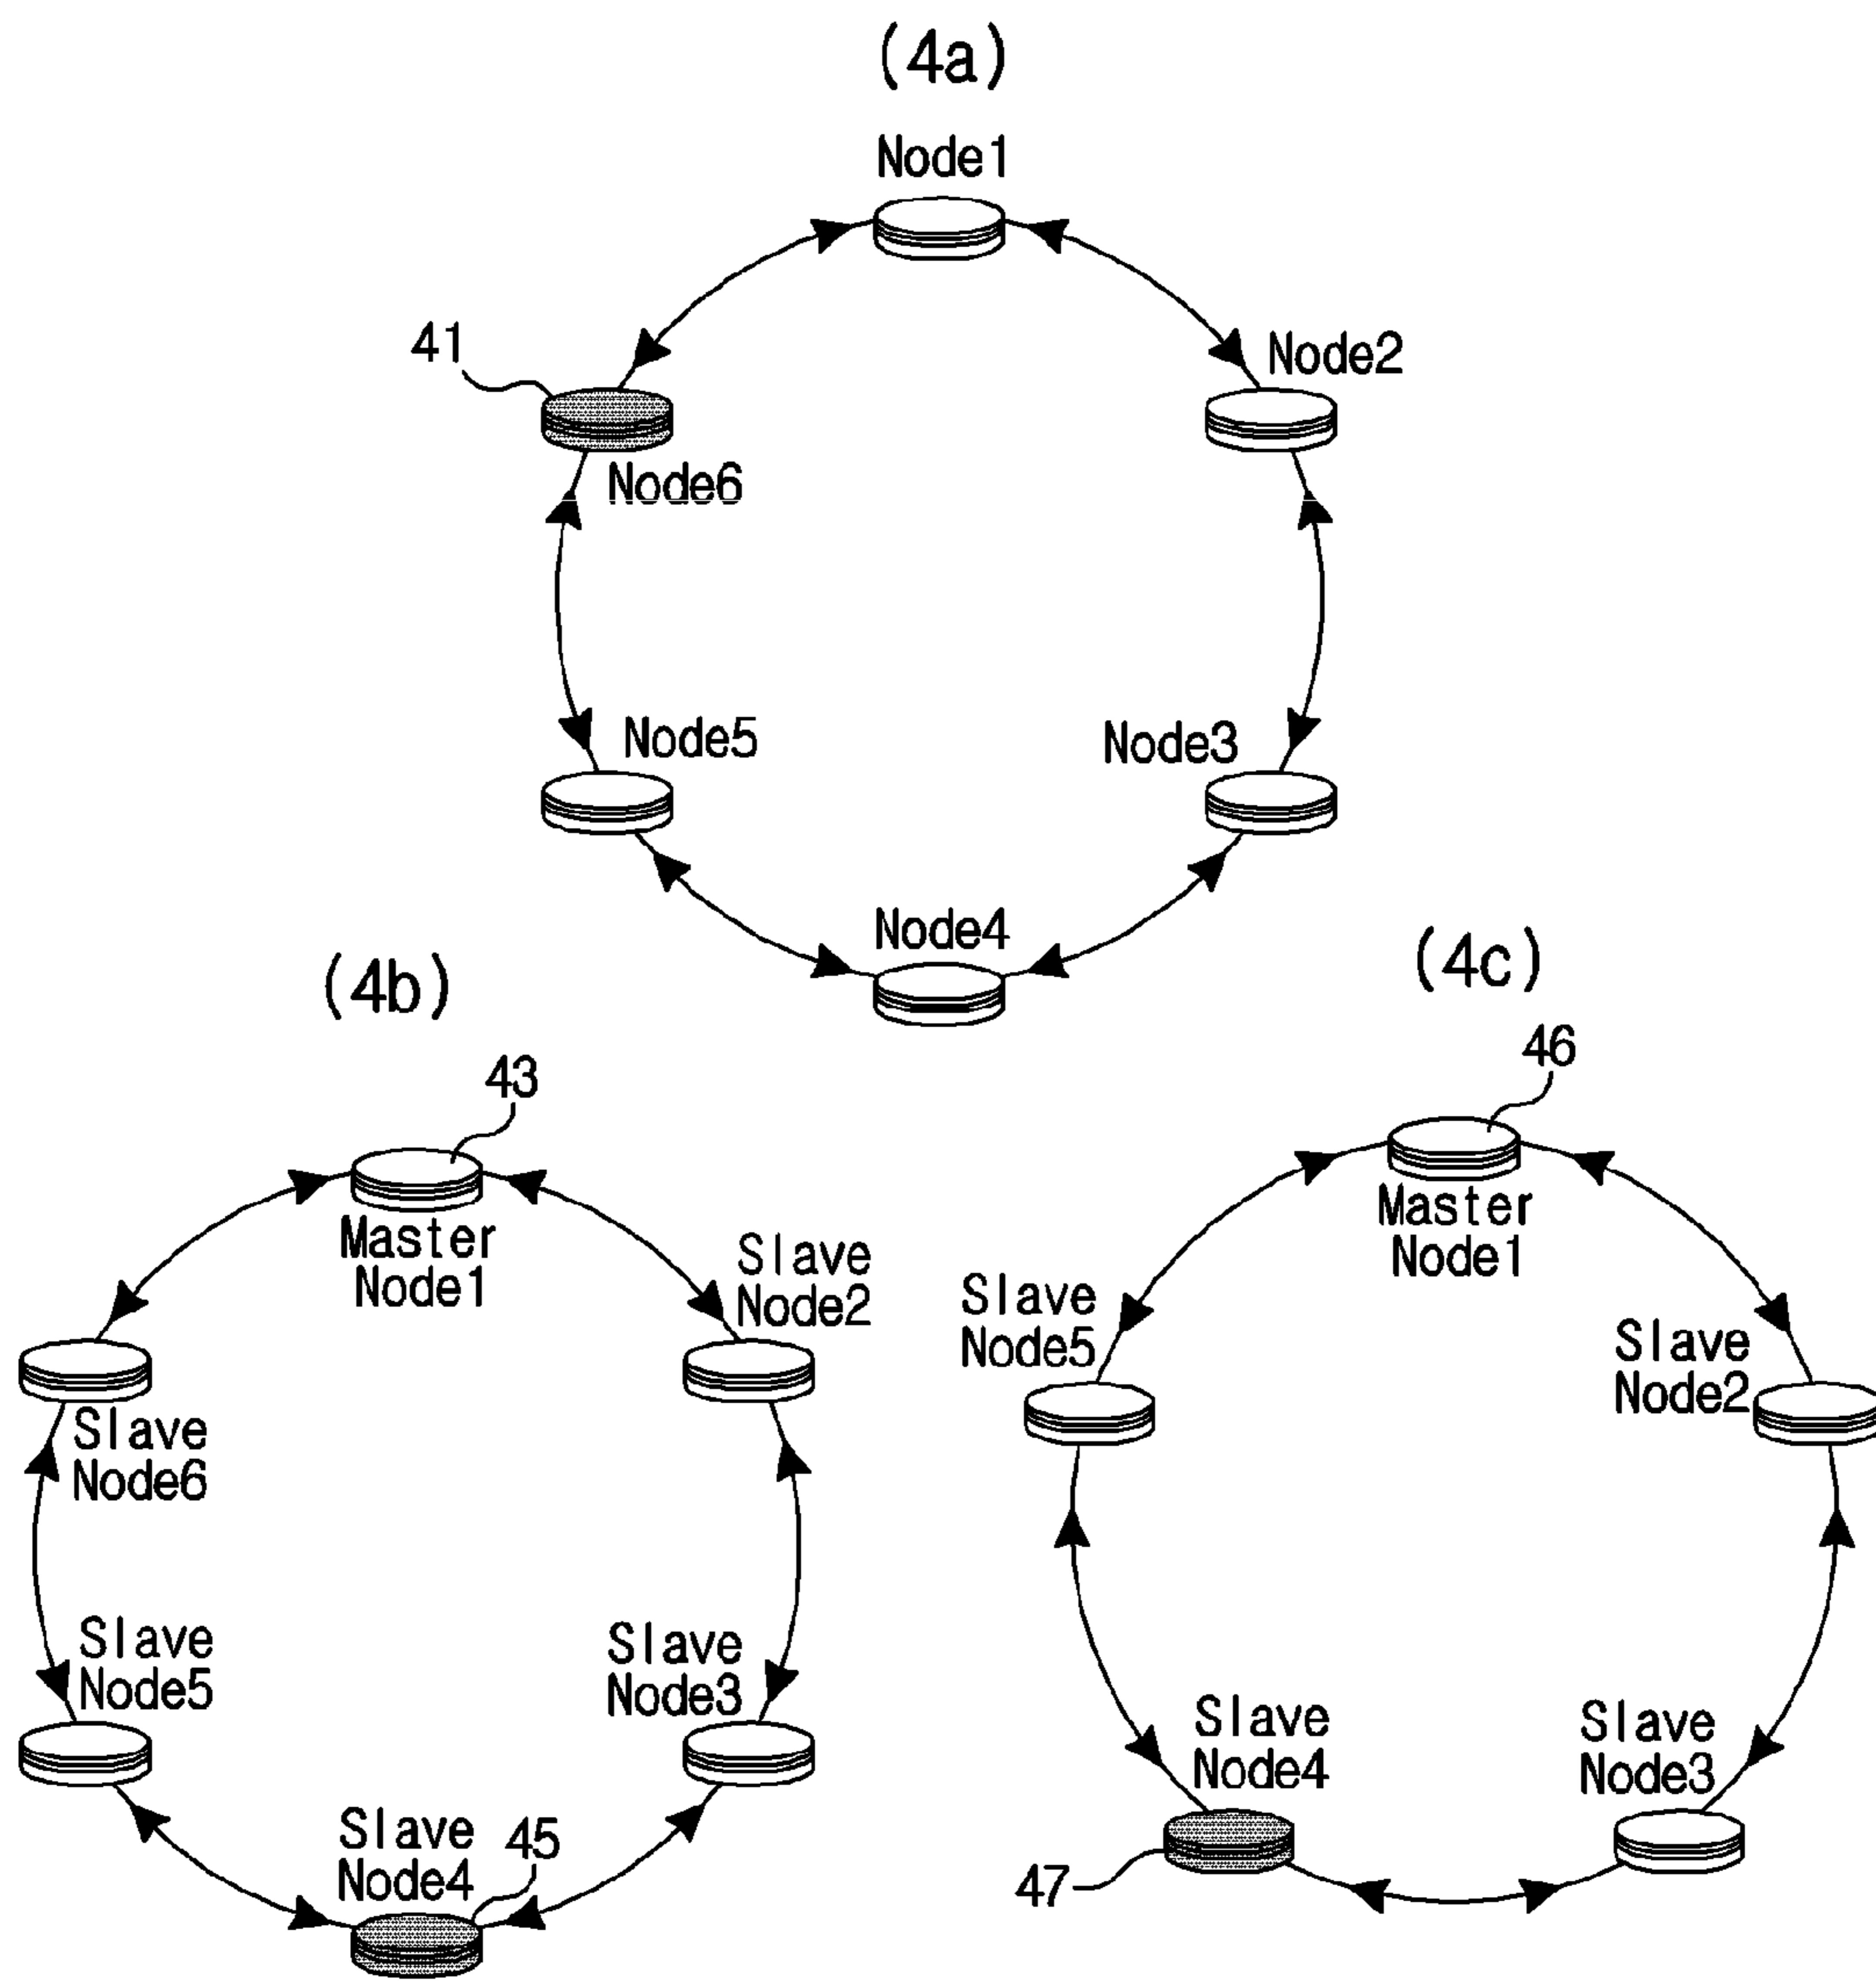 (4a)
Node1
41
Node2
Node6
Node5
Node3
Node4
(4b)
43
Master
Node1
Slave
Node2
Slave
Node6
Slave
Node5
Slave
Node3
Slave
Node4
45
(4c)
46
Master
Node1
Slave
Node5
Slave
Node2
Slave
Node4
Slave
Node3
47